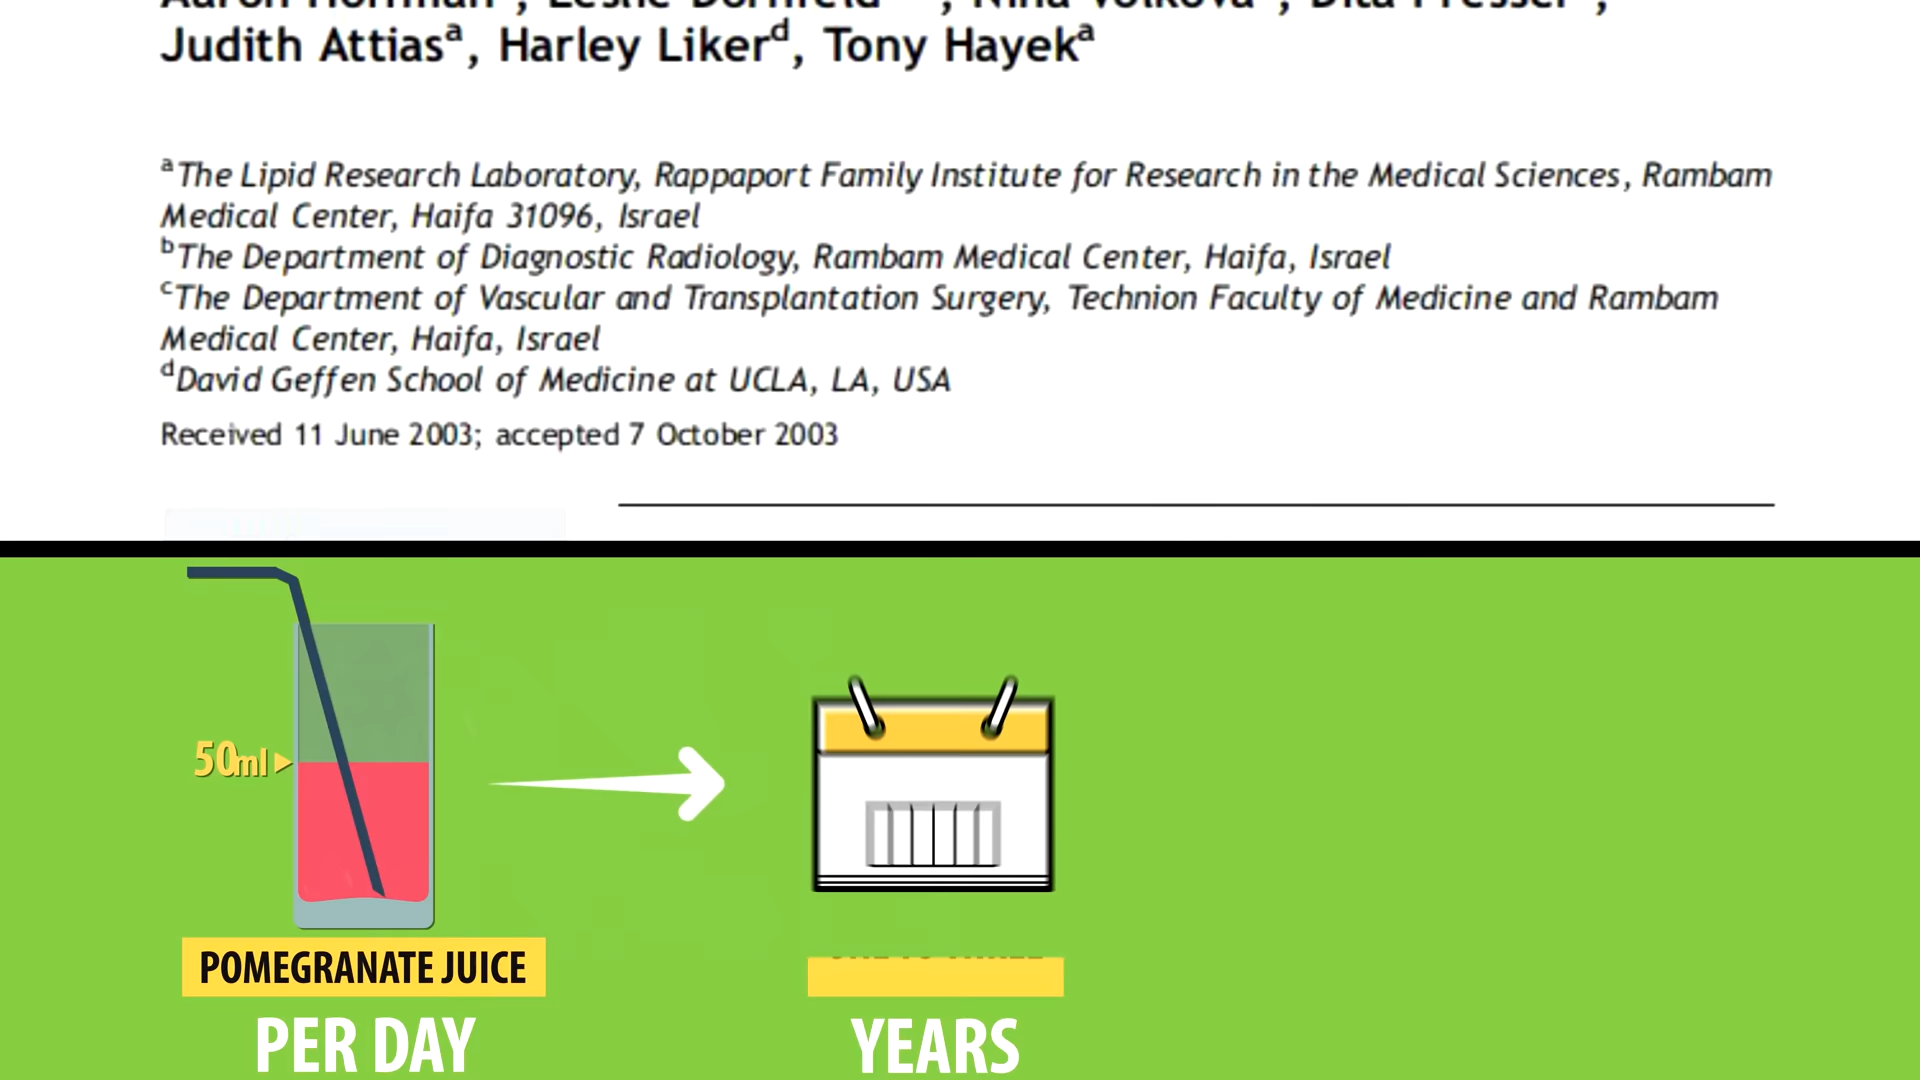 Judith Attiasᵃ, Harley Likerᵈ, Tony Hayekᵃ
ᵃThe Lipid Research Laboratory, Rappaport Family Institute for Research in the Medical Sciences, Rambam
Medical Center, Haifa 31096, Israel
ᵇThe Department of Diagnostic Radiology, Rambam Medical Center, Haifa, Israel
ᶜThe Department of Vascular and Transplantation Surgery, Technion Faculty of Medicine and Rambam
Medical Center, Haifa, Israel
ᵈDavid Geffen School of Medicine at UCLA, LA, USA
Received 11 June 2003; accepted 7 October 2003
50ml
POMEGRANATE JUICE
PER DAY
YEARS